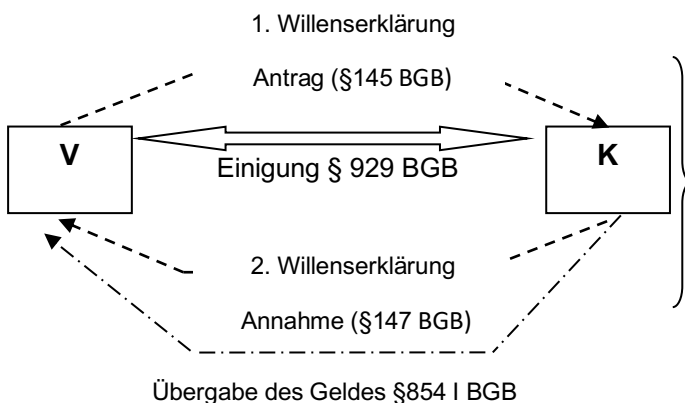 1. Willenserklärung
Antrag (§145 BGB)
V
K
Einigung § 929 BGB
2. Willenserklärung
Annahme (§147 BGB)
Übergabe des Geldes §854 I BGB